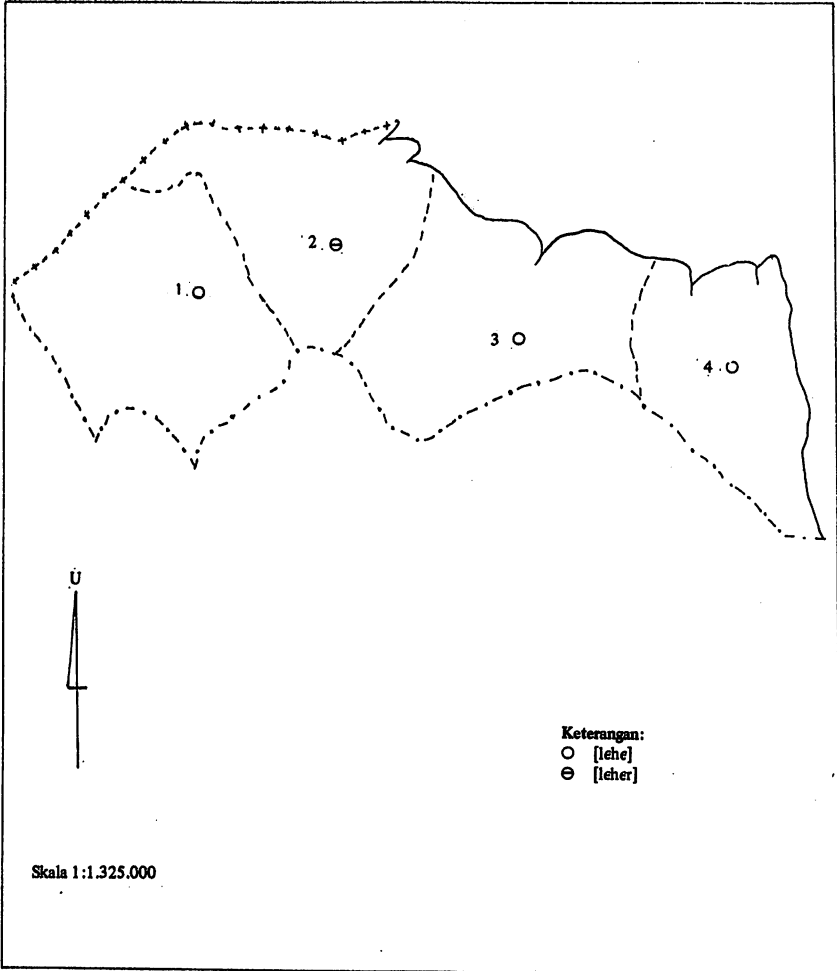 2.
1.
3
4.
U
Keterangan:
[lehe]
[leher]
Skala 1:1.325.000